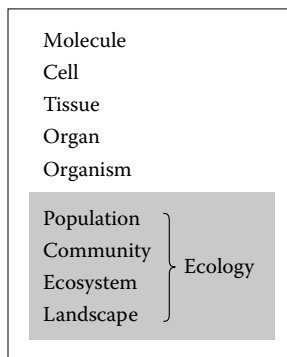 Molecule
Cell
Tissue
Organ
Organism
Population
Community
Ecosystem
Landscape
Ecology